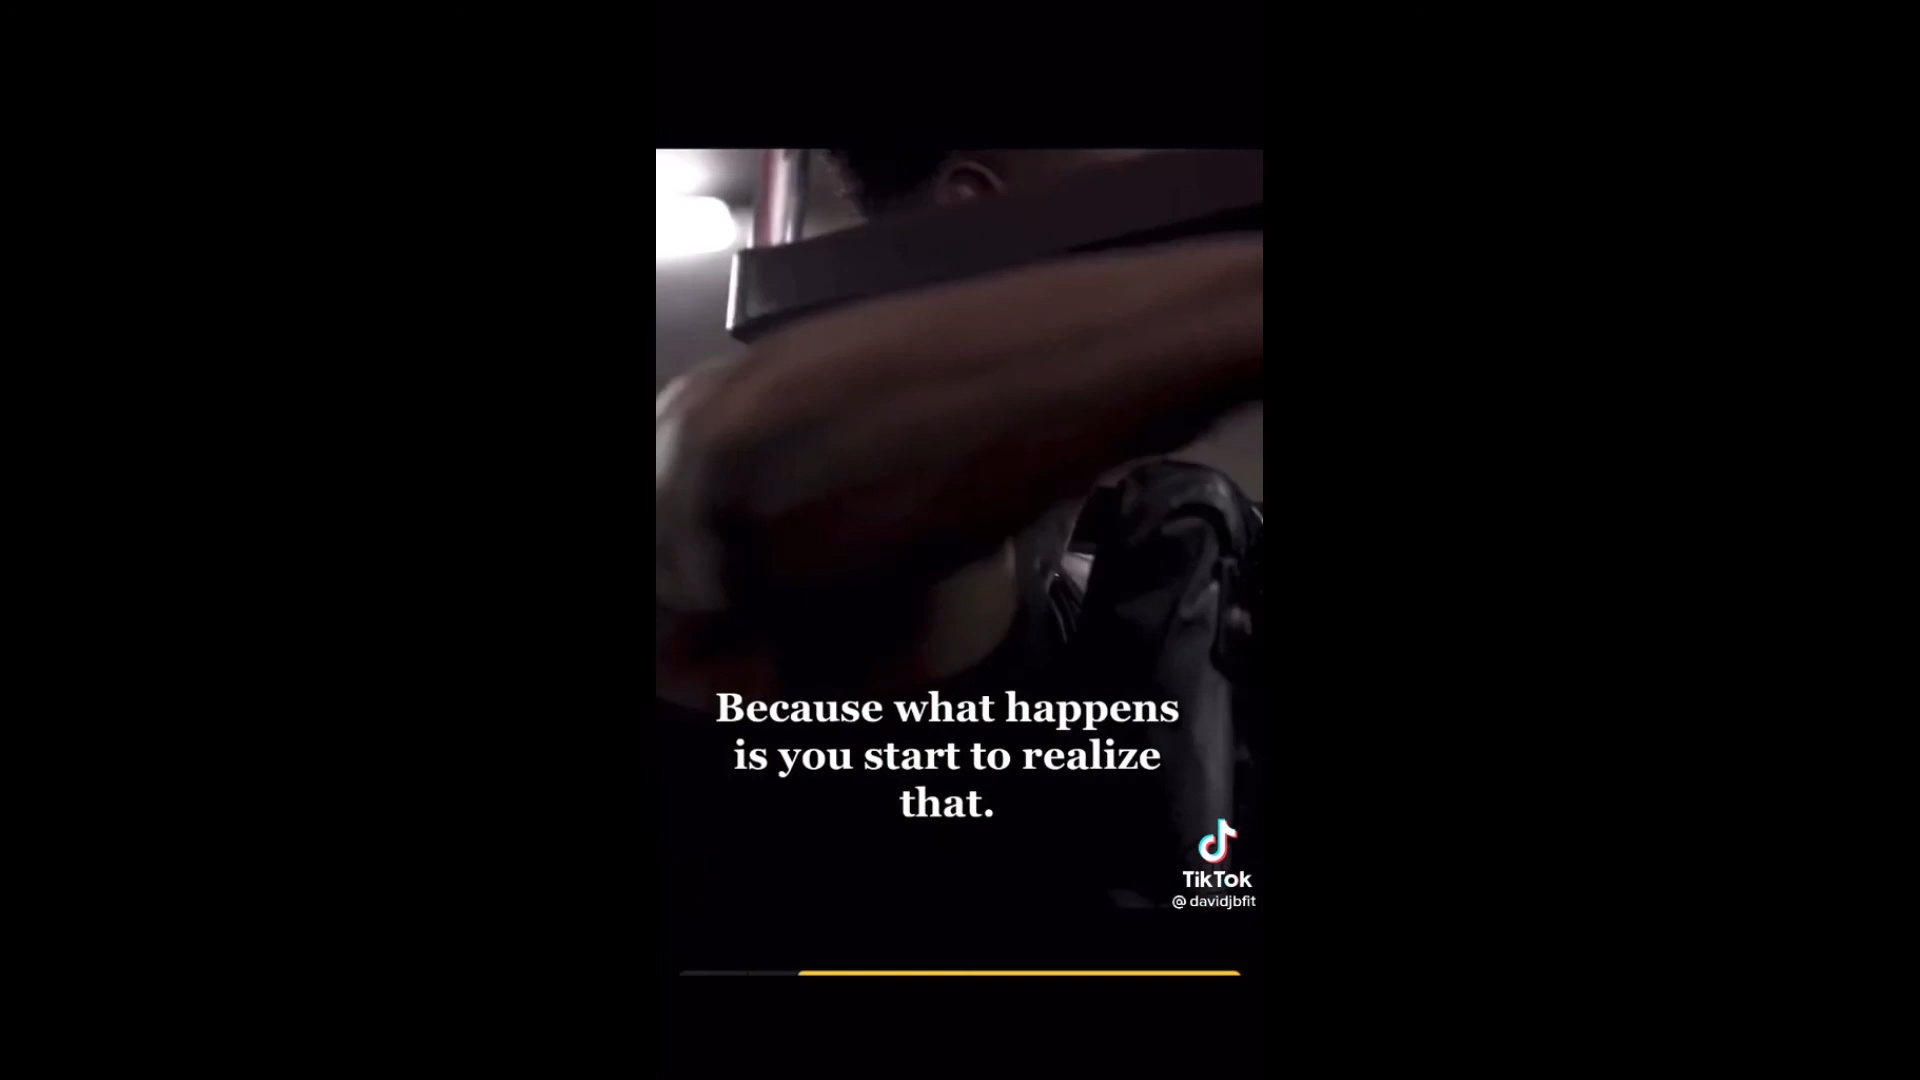 Because what happens
is you start to realize
that.
TikTok
@ davidjbfit